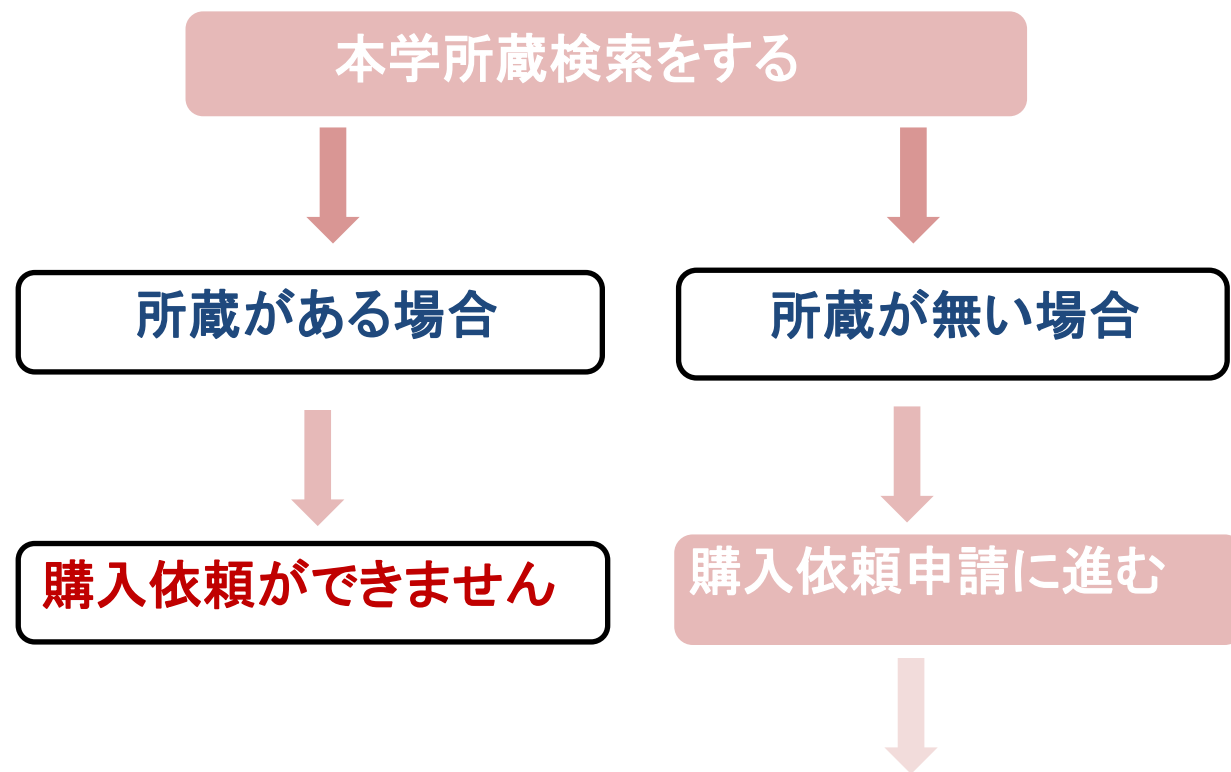 本学所蔵検索をする
所蔵がある場合
所蔵が無い場合
購入依頼ができません
購入依頼申請に進む